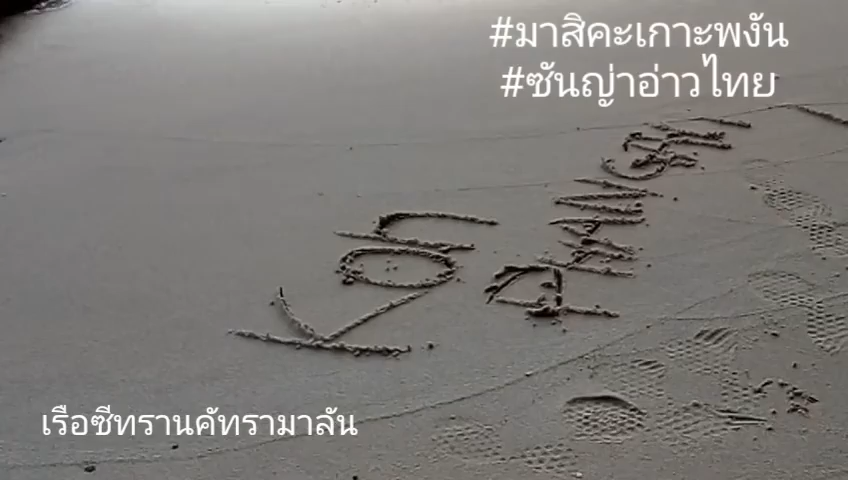 #มาสิคะเกาะพงัน
#ซันญ่าอ่าวไทย
Koh
PHANGAN
เรือซีทรานคัทรามาลัน